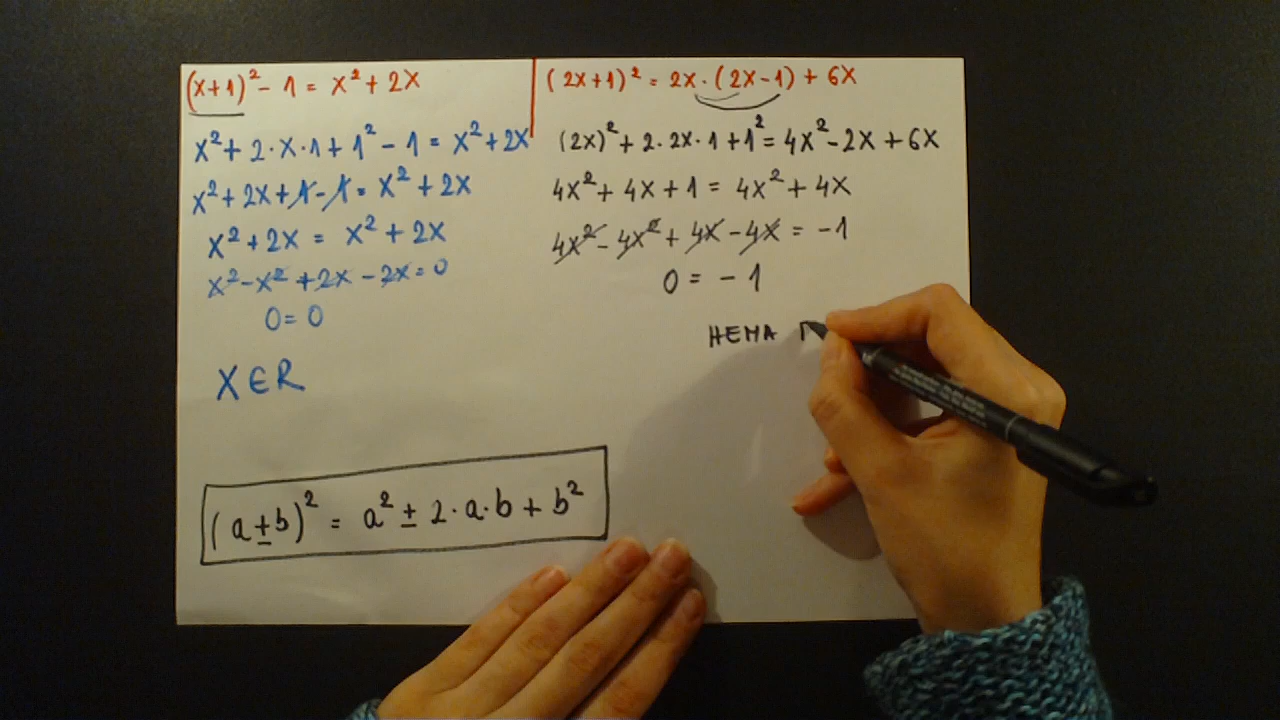 (x+1)² - 1 = x² + 2x
x² + 2·x·1 + 1² - 1 = x² + 2x
x² + 2x + 1 - 1 = x² + 2x
x² + 2x = x² + 2x
x² - x² + 2x - 2x = 0
0 = 0
X ∈ R
(2x+1)² = 2x·(2x-1) + 6x
(2x)² + 2·2x·1 + 1² = 4x² - 2x + 6x
4x² + 4x + 1 = 4x² + 4x
4x² - 4x² + 4x - 4x = -1
0 = -1
НЕМА
(a±b)² = a² ± 2·a·b + b²